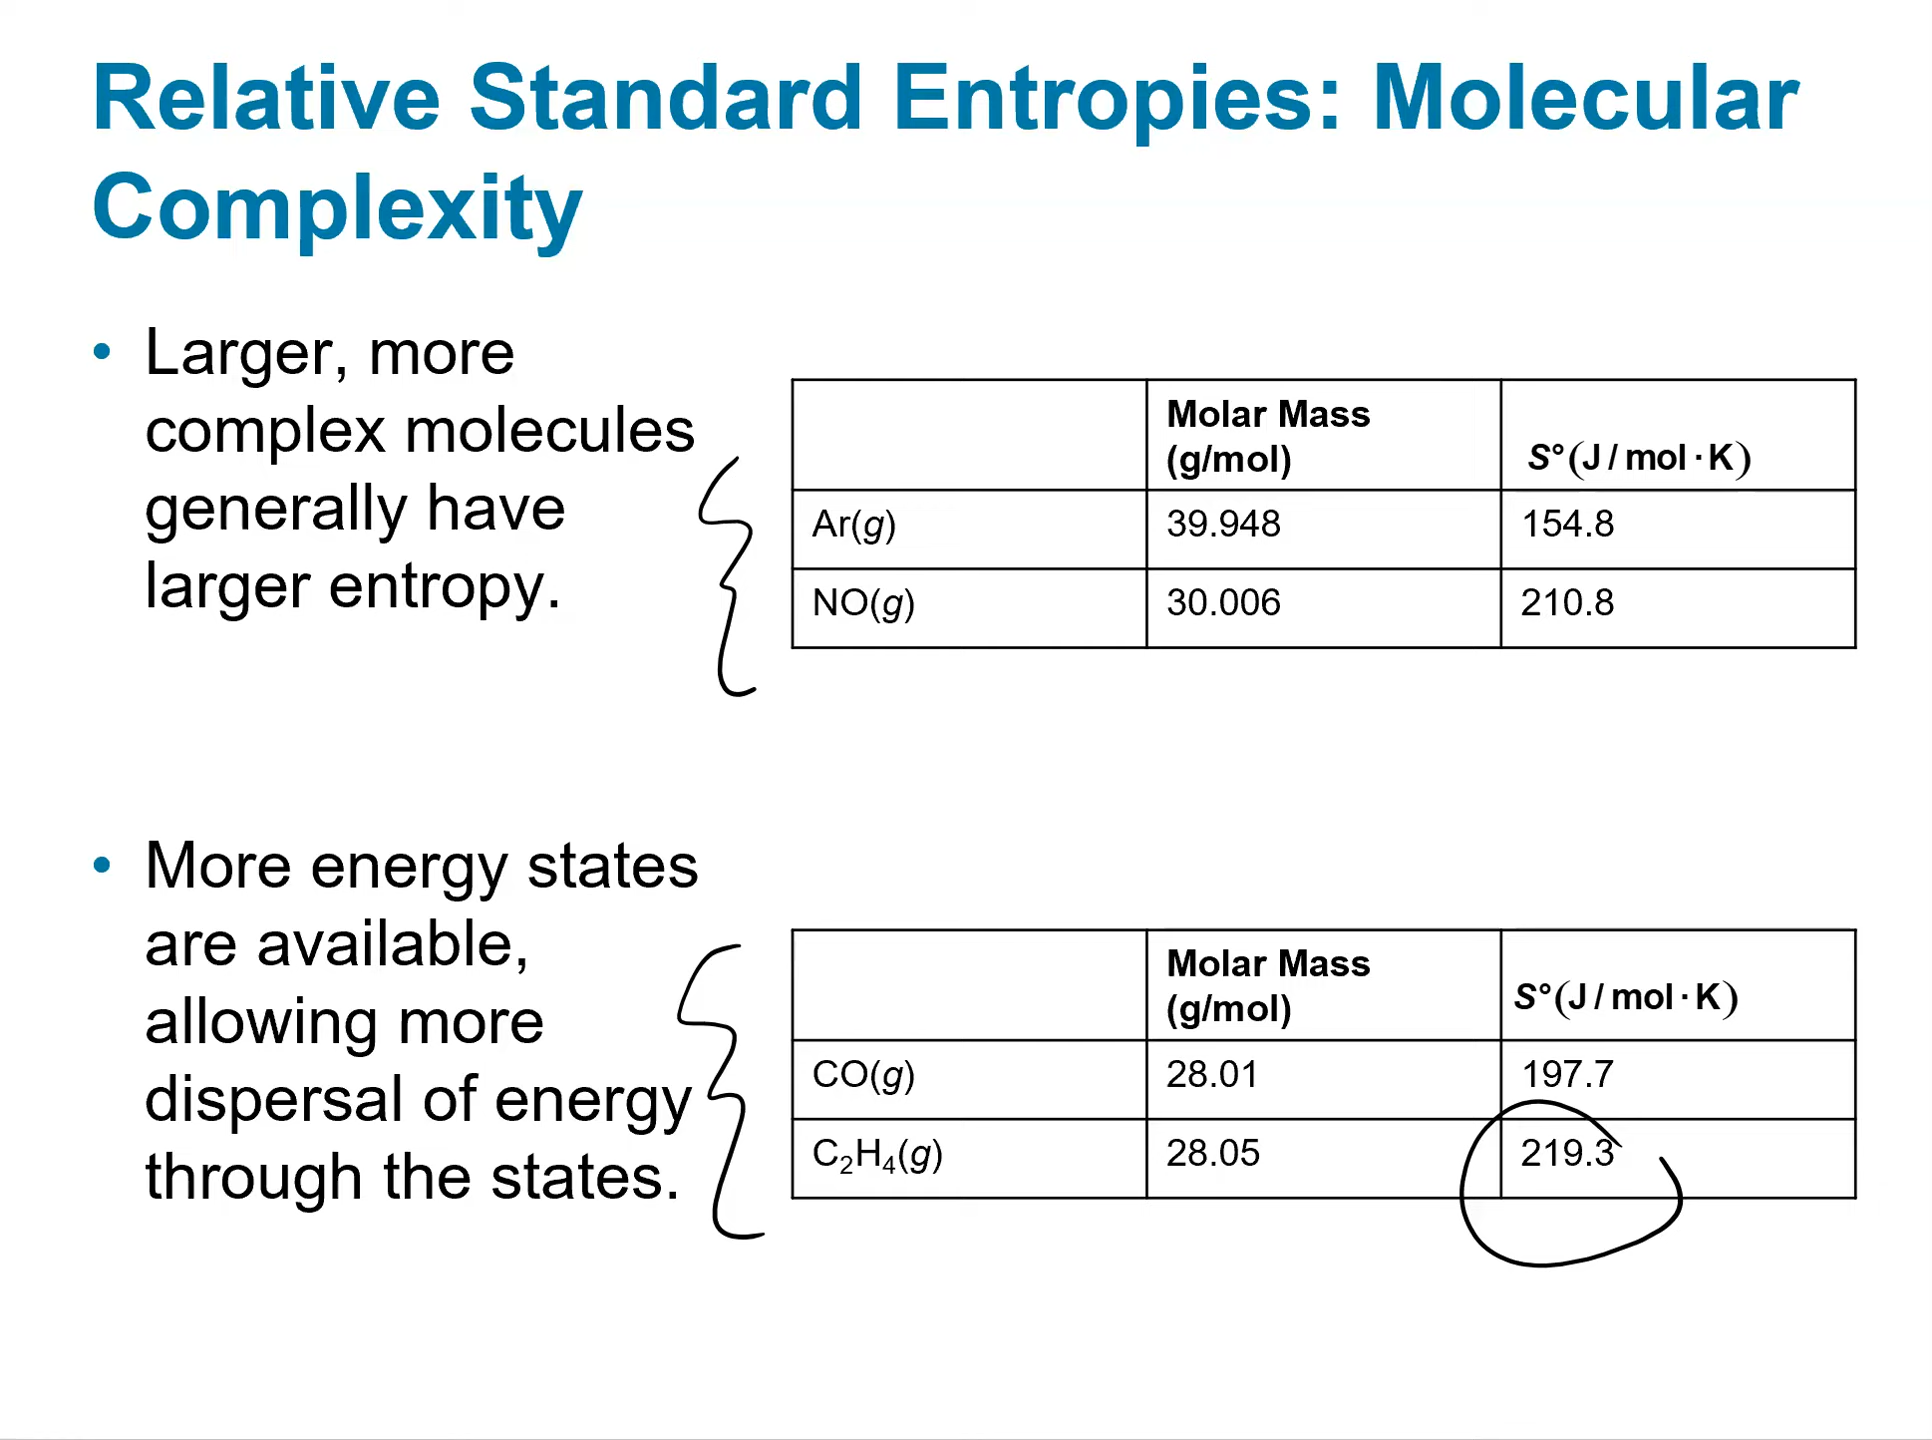 Relative Standard Entropies: Molecular
Complexity
• Larger, more
complex molecules
generally have
larger entropy.
Molar Mass
(g/mol) S°(J / mol · K)
Ar(g) 39.948 154.8
NO(g) 30.006 210.8
• More energy states
are available,
allowing more
dispersal of energy
through the states.
Molar Mass
(g/mol) S°(J / mol · K)
CO(g) 28.01 197.7
C₂H₄(g) 28.05 219.3